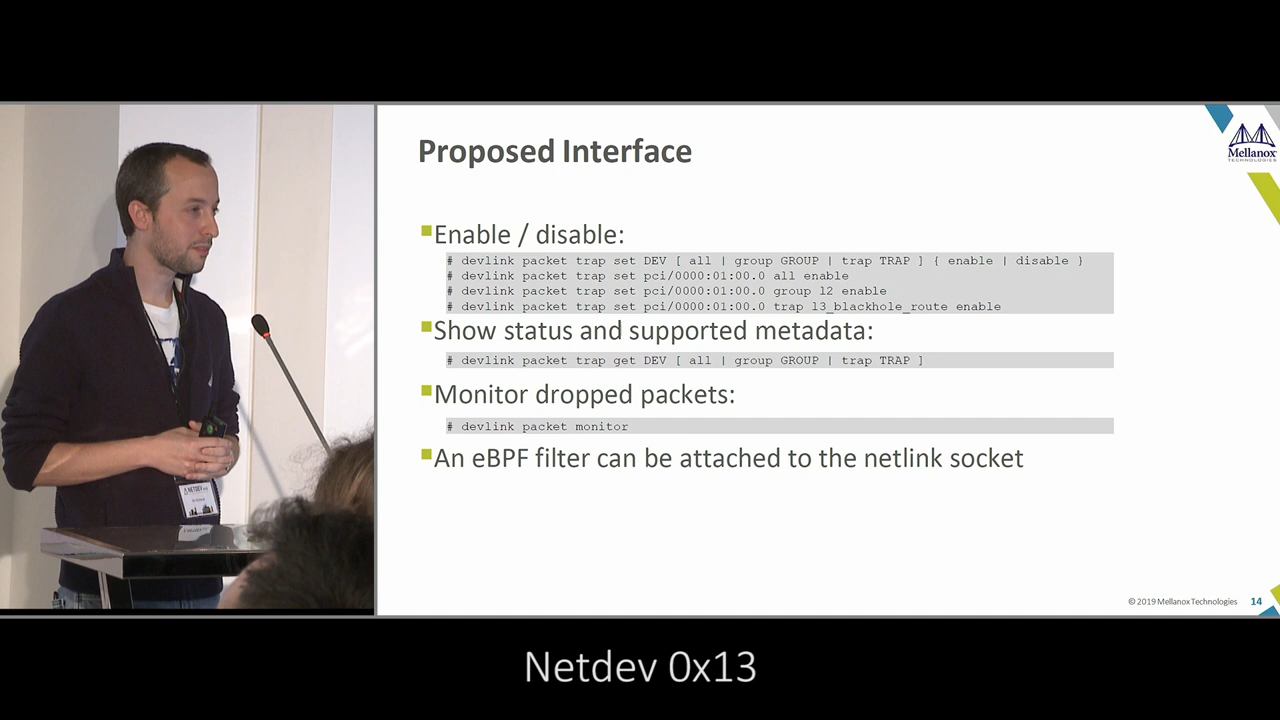 Proposed Interface
Mellanox
TECHNOLOGIES
Enable / disable:
# devlink packet trap set DEV [ all | group GROUP | trap TRAP ] { enable | disable }
# devlink packet trap set pci/0000:01:00.0 all enable
# devlink packet trap set pci/0000:01:00.0 group l2 enable
# devlink packet trap set pci/0000:01:00.0 trap l3_blackhole_route enable
Show status and supported metadata:
# devlink packet trap get DEV [ all | group GROUP | trap TRAP ]
Monitor dropped packets:
# devlink packet monitor
An eBPF filter can be attached to the netlink socket
NETDEV
© 2019 Mellanox Technologies 14
Netdev 0x13